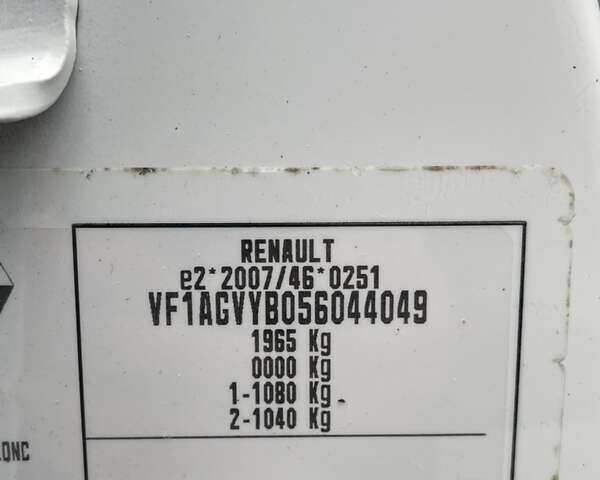 RENAULT
e2*2007/46*0251
VF1AGVYB056044049
1965 Kg
0000 Kg
1-1080 Kg
2-1040 Kg